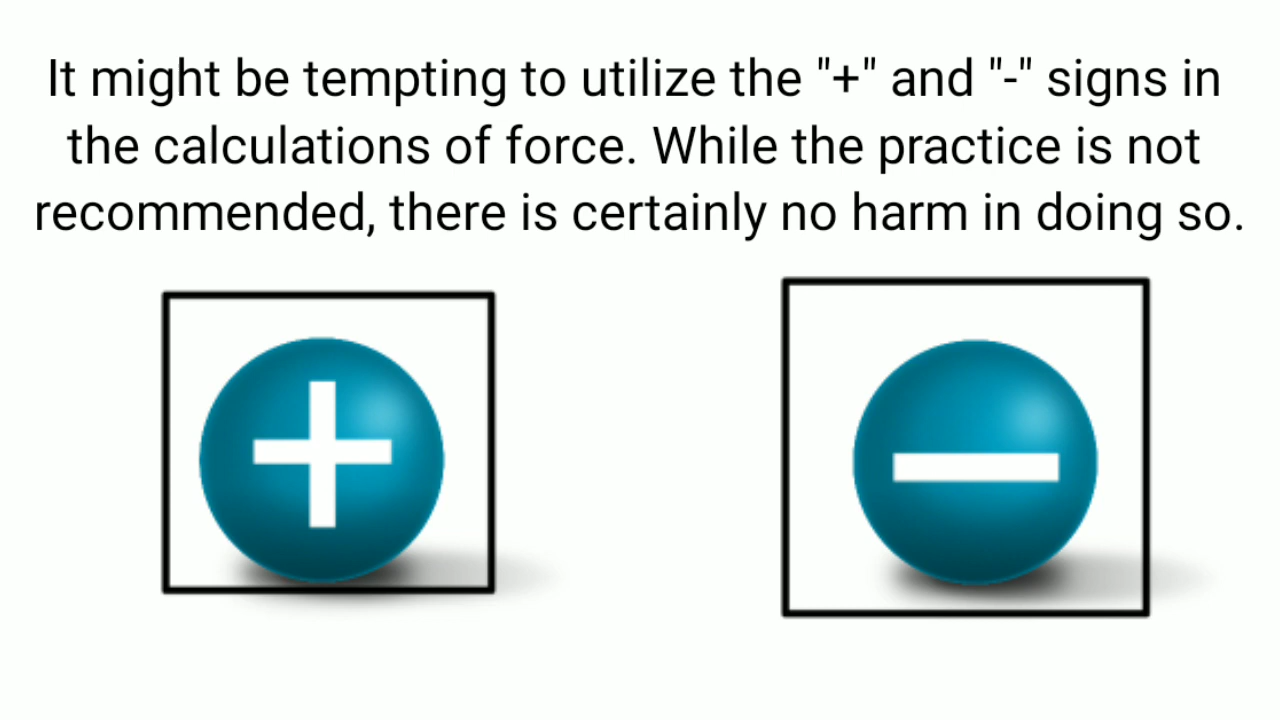 It might be tempting to utilize the "+" and "-" signs in
the calculations of force. While the practice is not
recommended, there is certainly no harm in doing so.
+ −